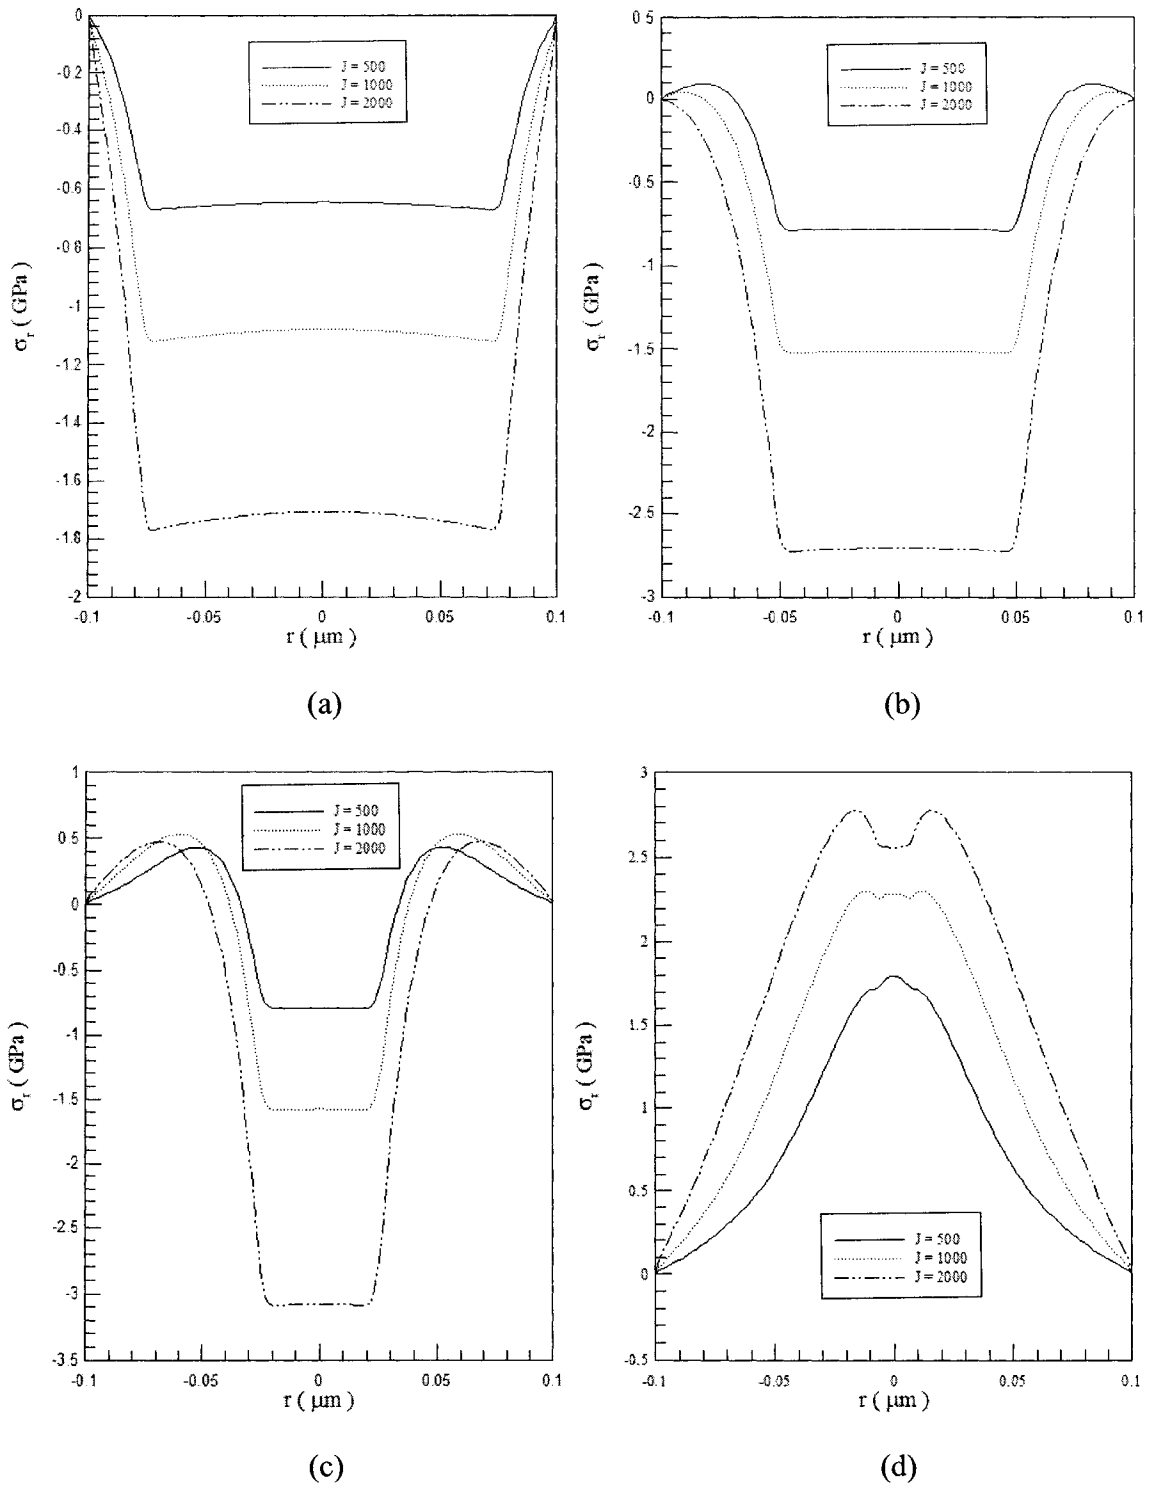 0
-0.2
-0.4
-0.6
-0.8
-1
-1.2
-1.4
-1.6
-1.8
-2
σr ( GPa )
J = 500
J = 1000
J = 2000
-0.1
-0.05
0
0.05
0.1
r ( μm )
(a)
0.5
0
-0.5
-1
-1.5
-2
-2.5
-3
σr ( GPa )
J = 500
J = 1000
J = 2000
-0.1
-0.05
0
0.05
0.1
r ( μm )
(b)
1
0.5
0
-0.5
-1
-1.5
-2
-2.5
-3
-3.5
σr ( GPa )
J = 500
J = 1000
J = 2000
-0.1
-0.05
0
0.05
0.1
r ( μm )
(c)
3
2.5
2
1.5
1
0.5
0
-0.5
σr ( GPa )
J = 500
J = 1000
J = 2000
-0.1
-0.05
0
0.05
0.1
r ( μm )
(d)